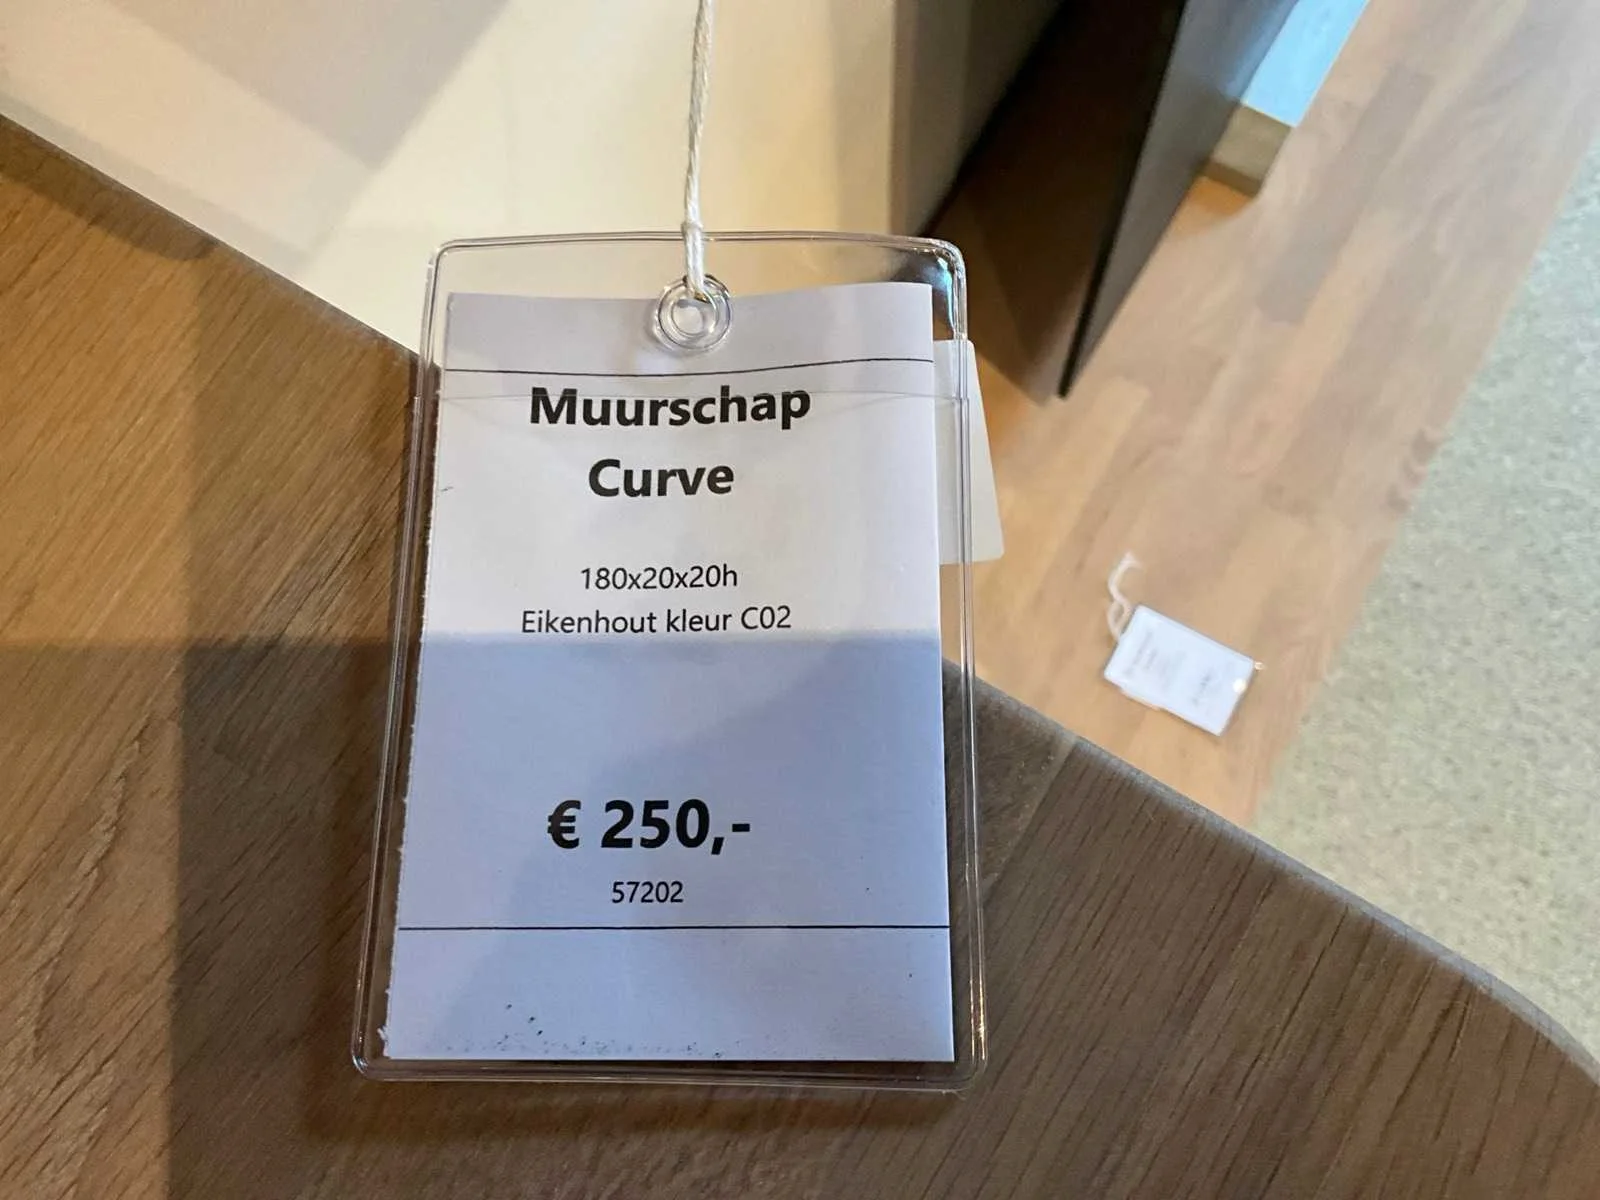 Muurschap
Curve
180x20x20h
Eikenhout kleur C02
€ 250,-
57202